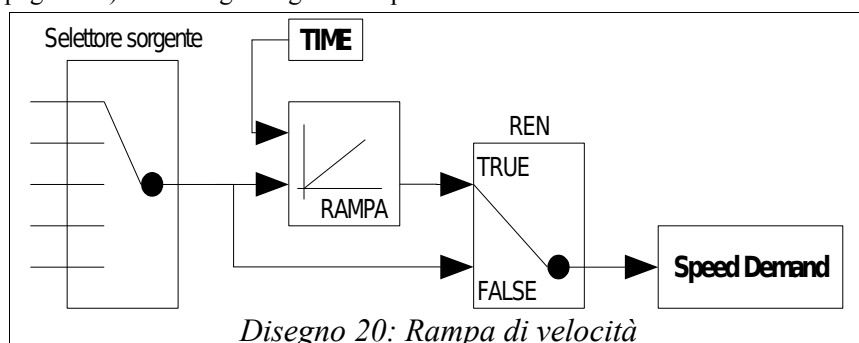 Selettore sorgente
TIME
REN
TRUE
RAMPA
FALSE
Speed Demand
Disegno 20: Rampa di velocità